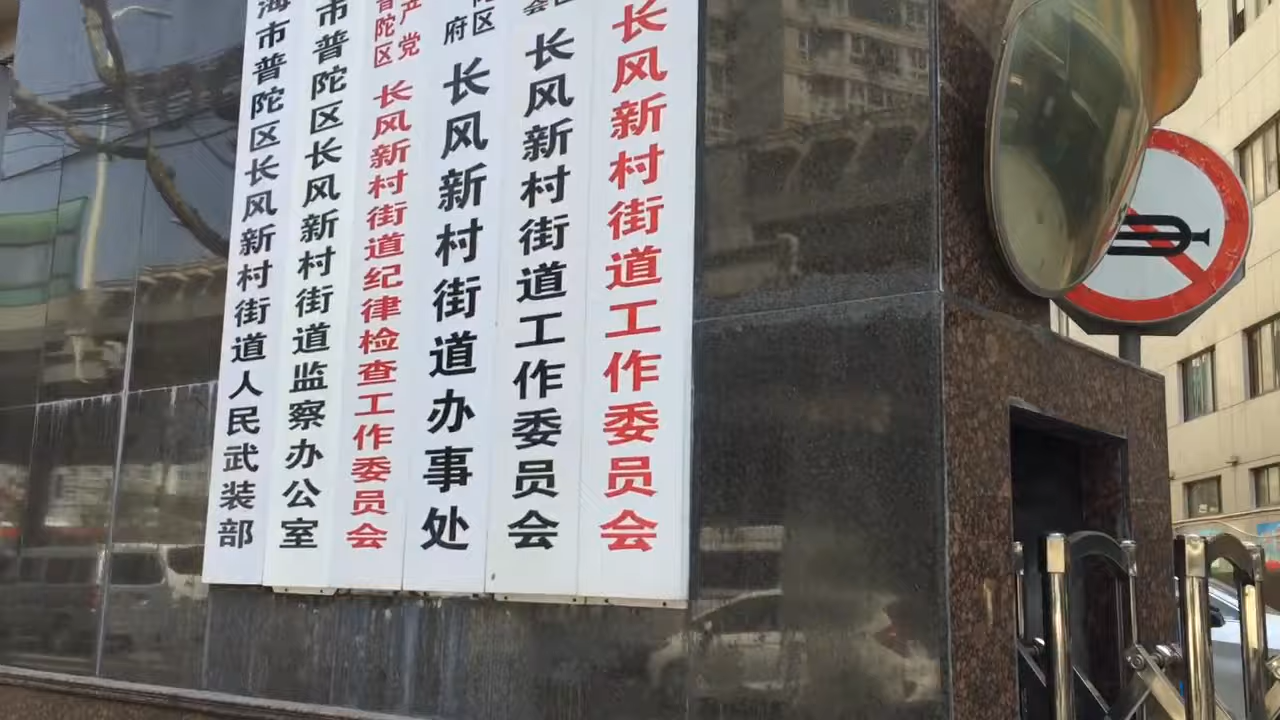 海市普陀区长风新村街道人民武装部
市普陀区长风新村街道监察办公室
产党
普陀区
长风新村街道纪律检查工作委员会
区
府
长风新村街道办事处
会
长风新村街道工作委员会
长风新村街道工作委员会